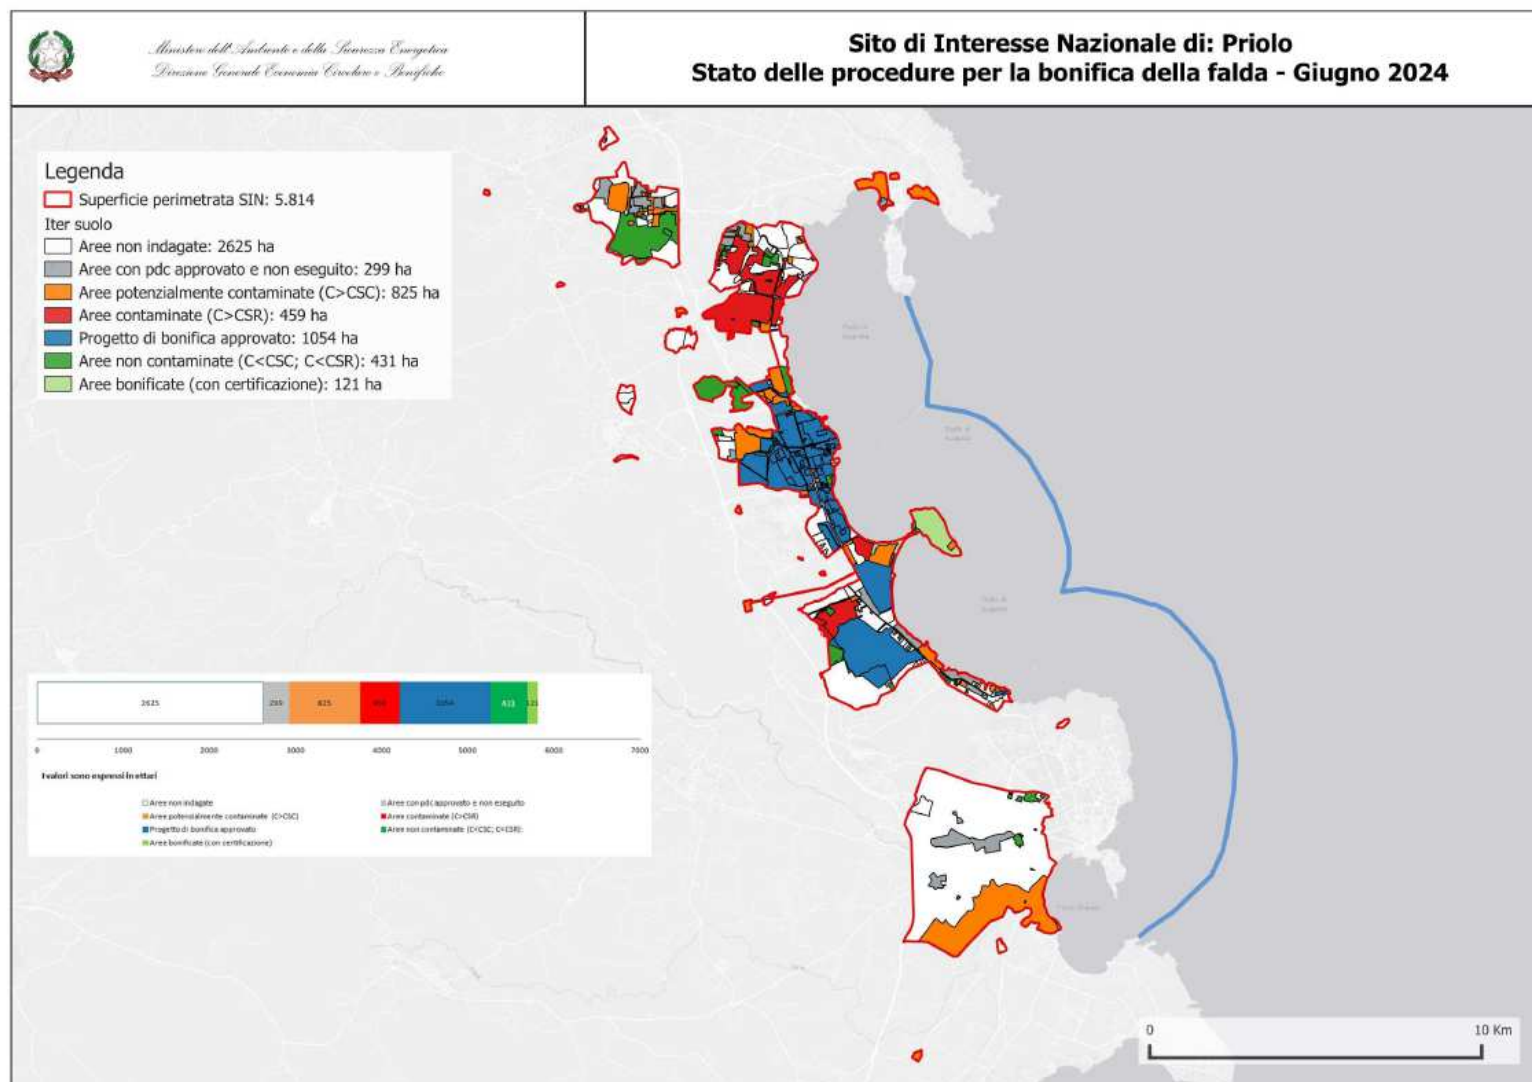 Ministero dell'Ambiente e della Sicurezza Energetica
Direzione Generale Economia Circolare e Bonifiche
Sito di Interesse Nazionale di: Priolo
Stato delle procedure per la bonifica della falda - Giugno 2024
Legenda
Superficie perimetrata SIN: 5.814
Iter suolo
Aree non indagate: 2625 ha
Aree con pdc approvato e non eseguito: 299 ha
Aree potenzialmente contaminate (C>CSC): 825 ha
Aree contaminate (C>CSR): 459 ha
Progetto di bonifica approvato: 1054 ha
Aree non contaminate (C<CSC; C<CSR): 431 ha
Aree bonificate (con certificazione): 121 ha
2625 299 825 1054 121
0 1000 2000 3000 4000 5000 6000 7000
I valori sono espressi in ettari
Aree non indagate
Aree con pdc approvato e non eseguito
Aree potenzialmente contaminate (C>CSC)
Aree contaminate (C>CSR)
Progetto di bonifica approvato
Aree non contaminate (C<CSC; C<CSR):
Aree bonificate (con certificazione)
0 10 Km